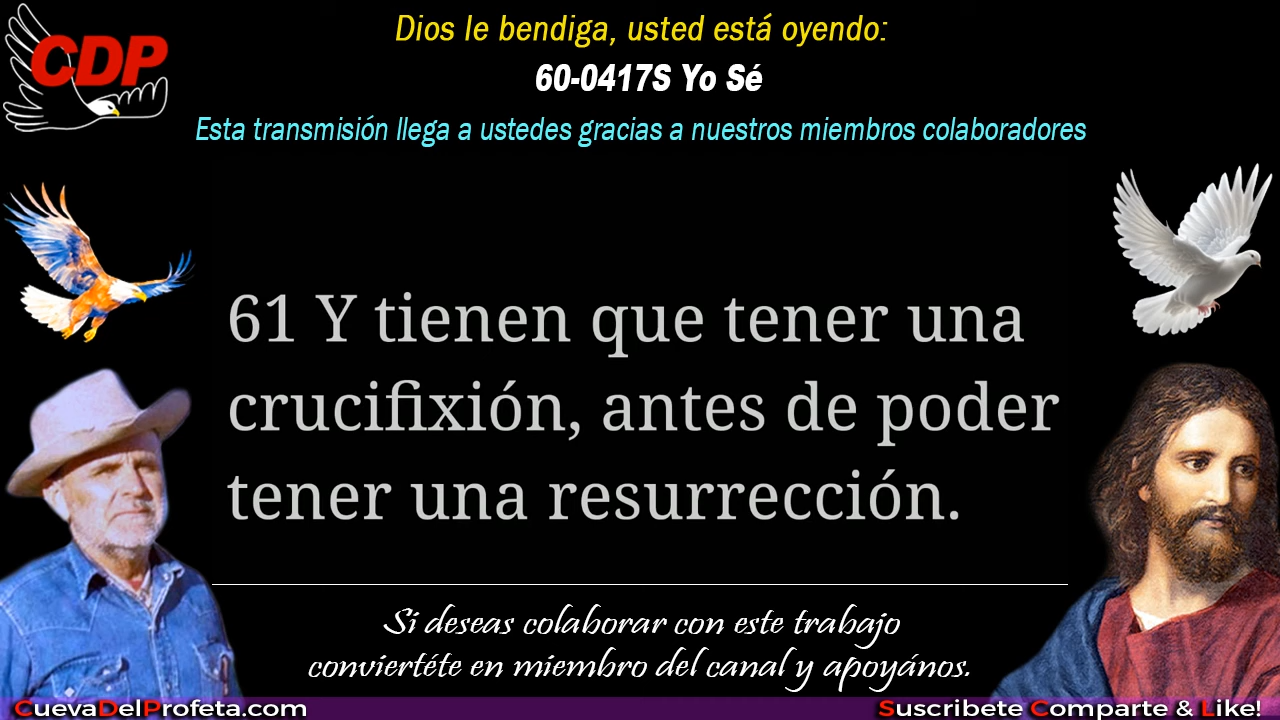 CDP
Dios le bendiga, usted está oyendo:
60-0417S Yo Sé
Esta transmisión llega a ustedes gracias a nuestros miembros colaboradores
61 Y tienen que tener una
crucifixión, antes de poder
tener una resurrección.
Si deseas colaborar con este trabajo
conviertéte en miembro del canal y apoyános.
CuevaDelProfeta.com
Suscribete Comparte & Like!